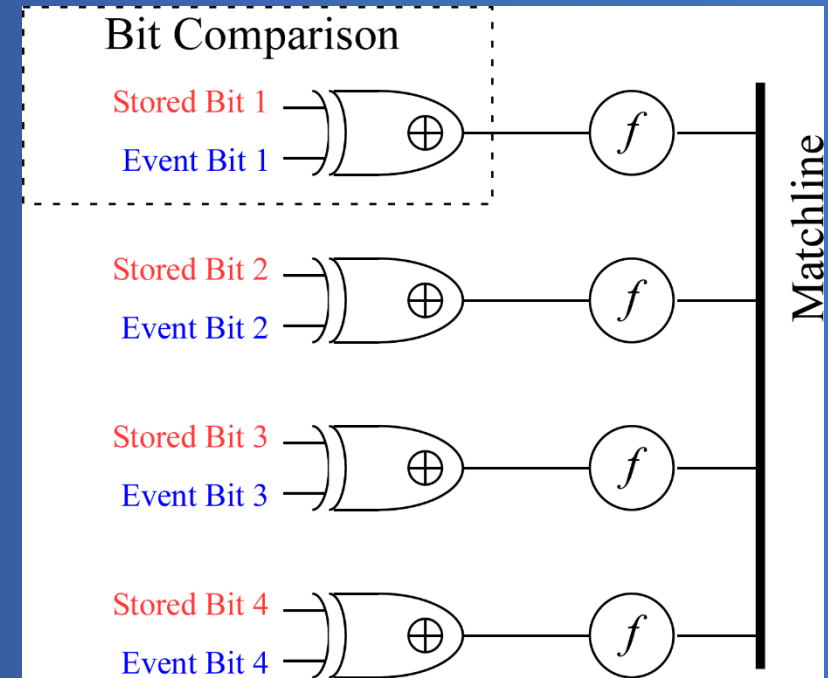 Bit Comparison
Stored Bit 1
Event Bit 1
f
Stored Bit 2
Event Bit 2
f
Stored Bit 3
Event Bit 3
f
Stored Bit 4
Event Bit 4
f
Matchline